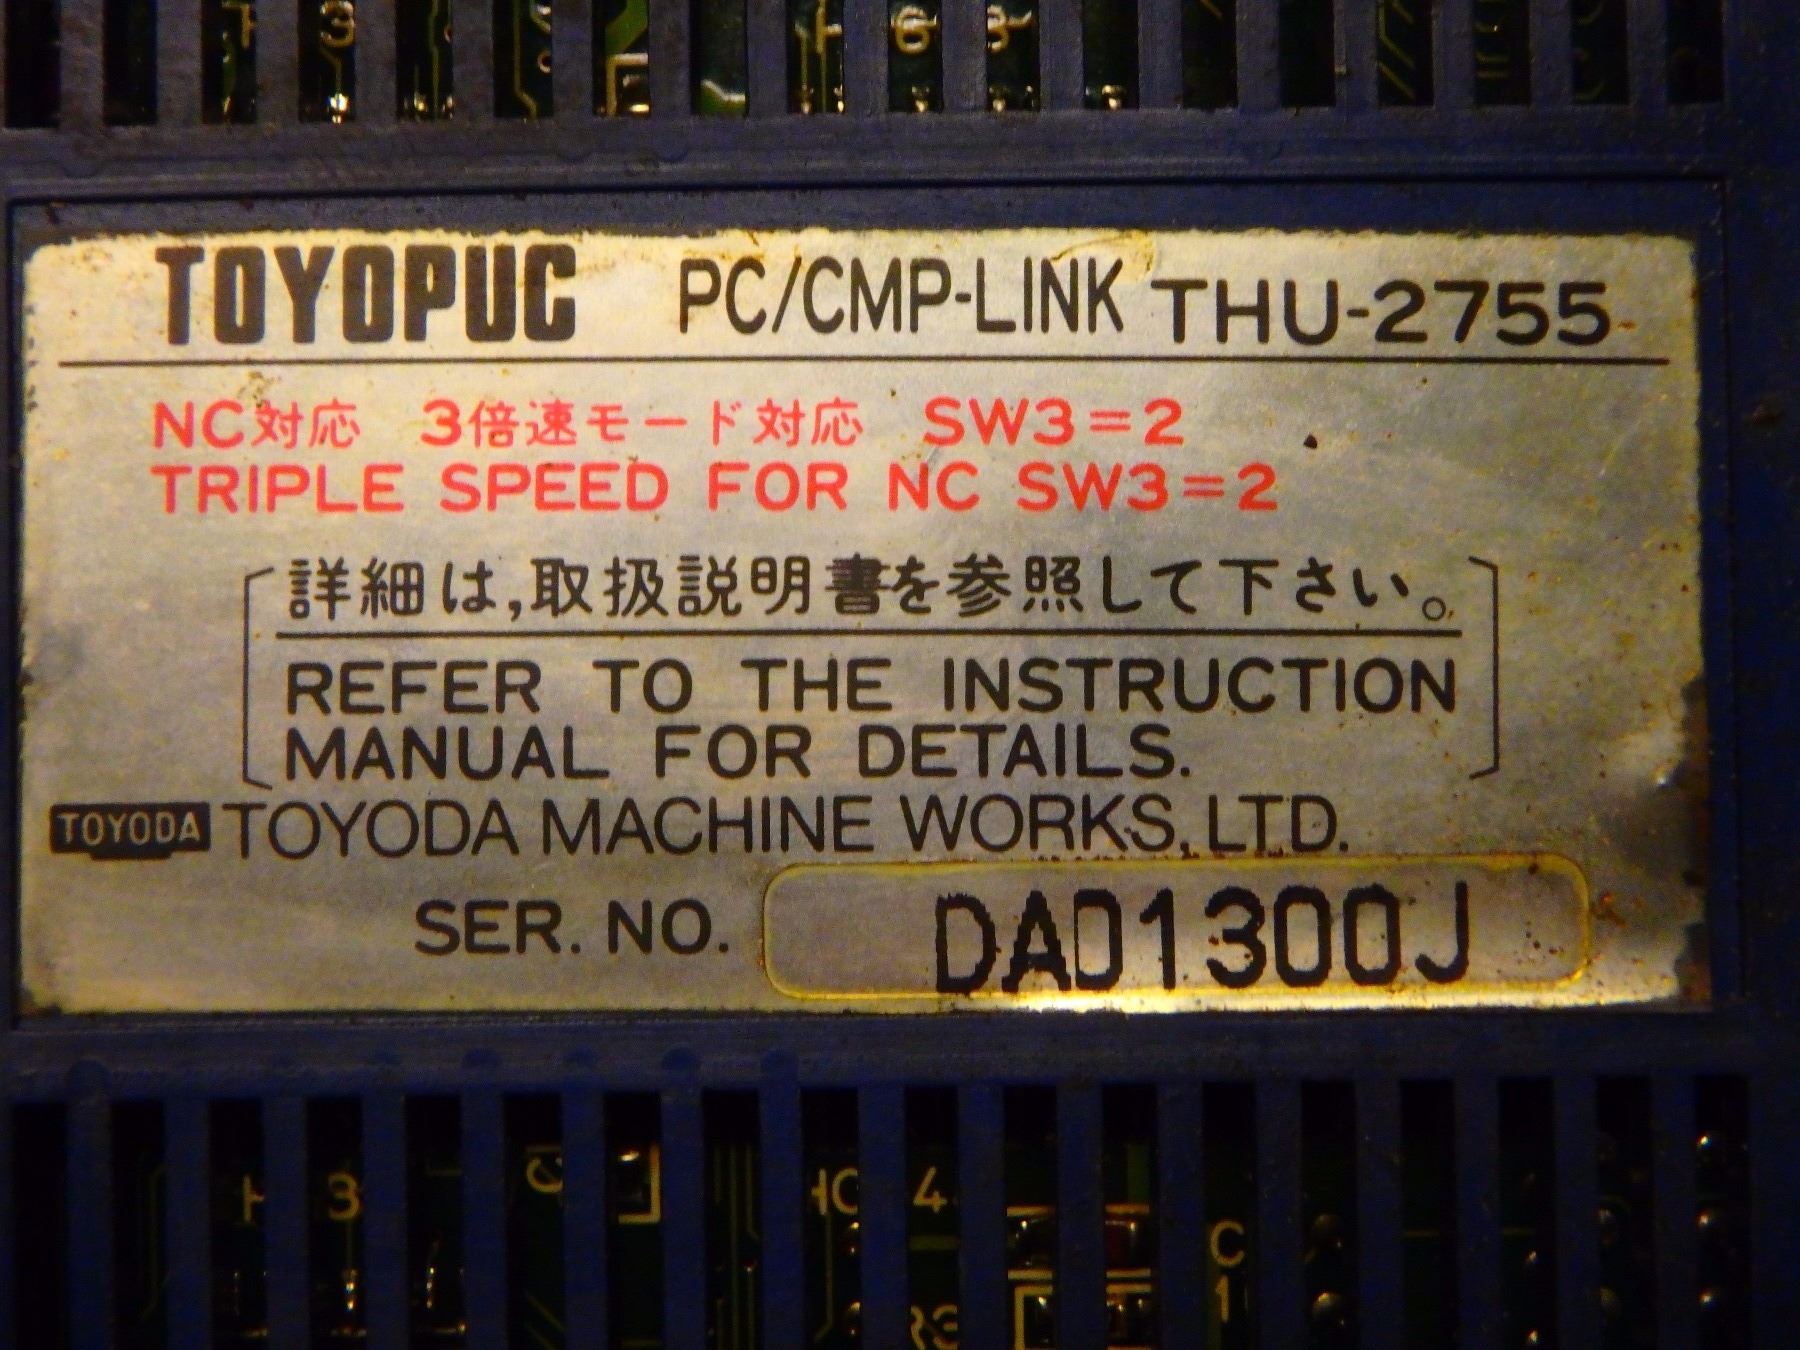 TOYOPUC PC/CMP-LINK THU-2755
NC対応 3倍速モード対応 SW3=2
TRIPLE SPEED FOR NC SW3=2
詳細は,取扱説明書を参照して下さい。
REFER TO THE INSTRUCTION
MANUAL FOR DETAILS.
TOYODA TOYODA MACHINE WORKS, LTD.
SER. NO. DA01300J